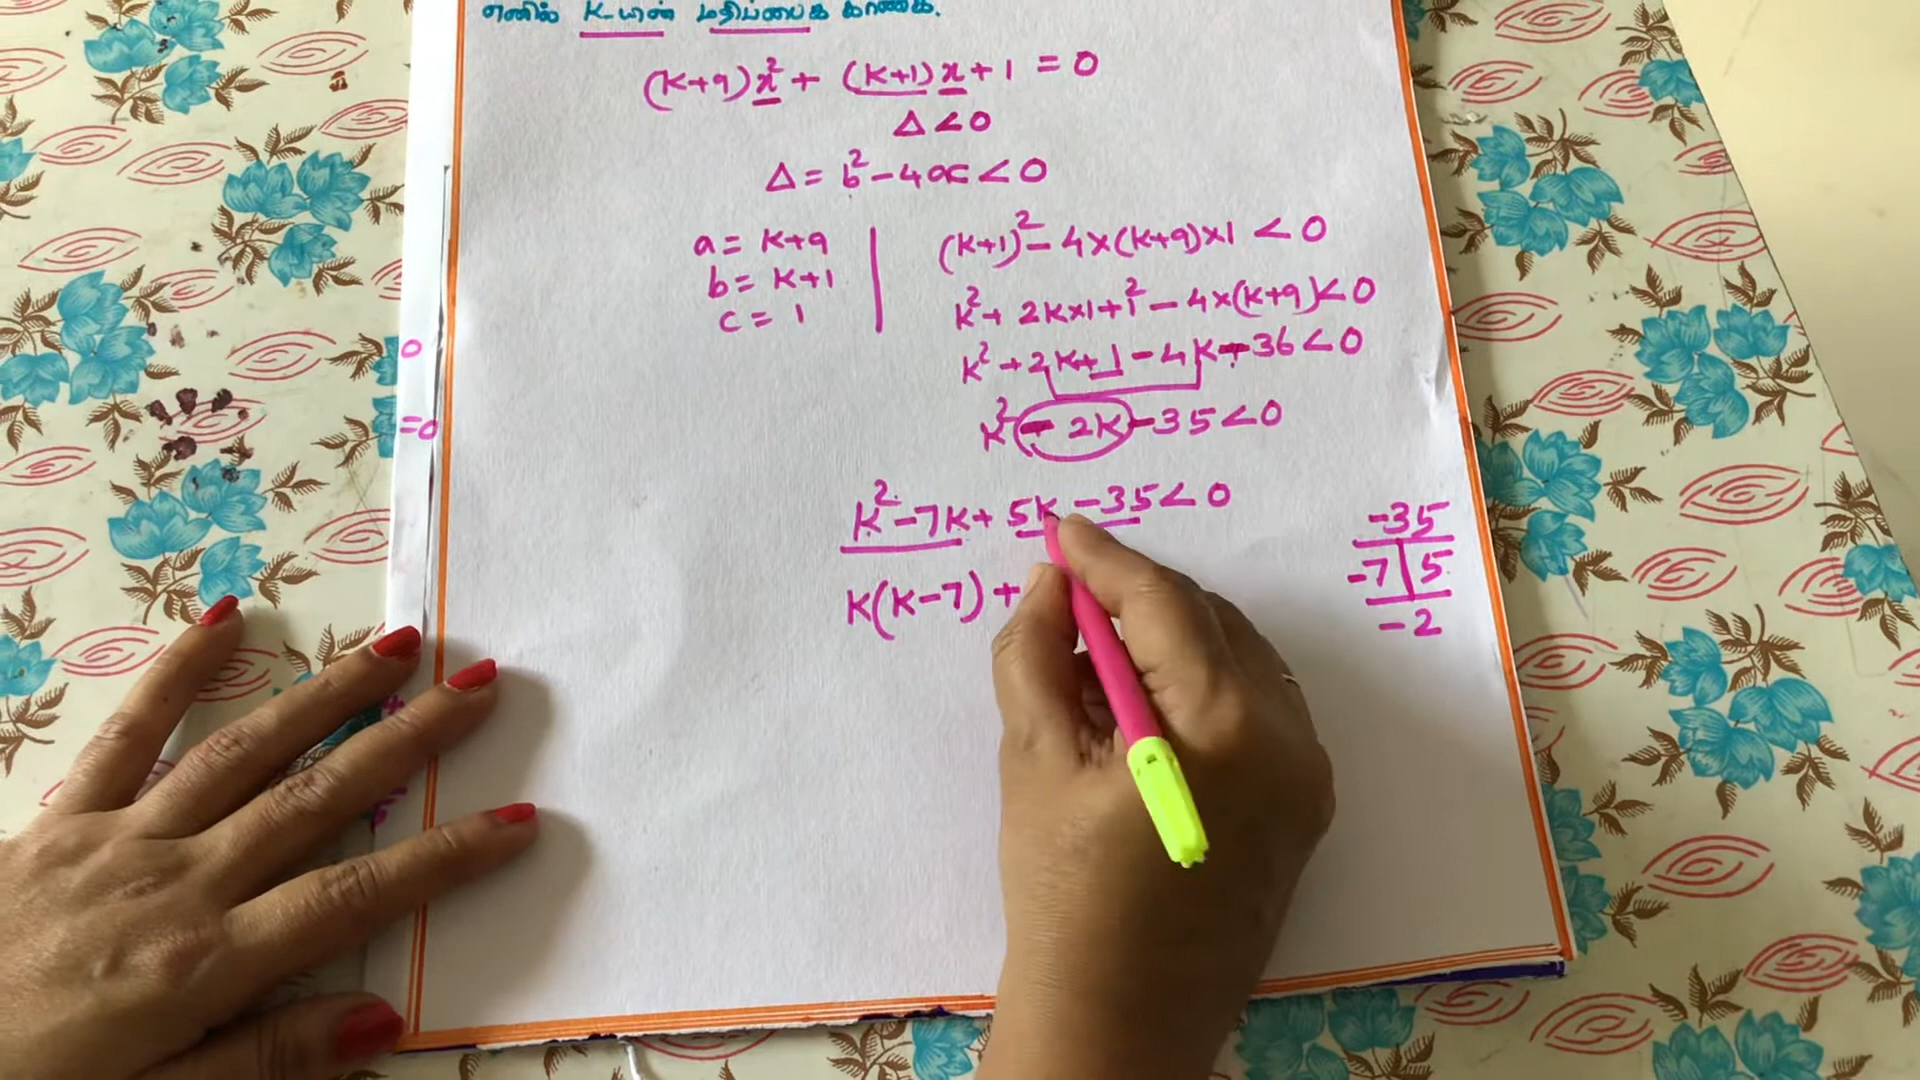 எனில் K-யின் மதிப்பைக் காண்க.
(K+9)x² + (K+1)x + 1 = 0
Δ<0
Δ = b² - 4ac < 0
a = K+9
b = K+1
c = 1
(K+1)² - 4×(K+9)×1 < 0
K² + 2K×1+1² - 4×(K+9)<0
K² + 2K+1 - 4K - 36 < 0
K² - 2K - 35 < 0
K² - 7K + 5K - 35 < 0
K(K-7) +
-35
-7 | 5
-2
0
=0